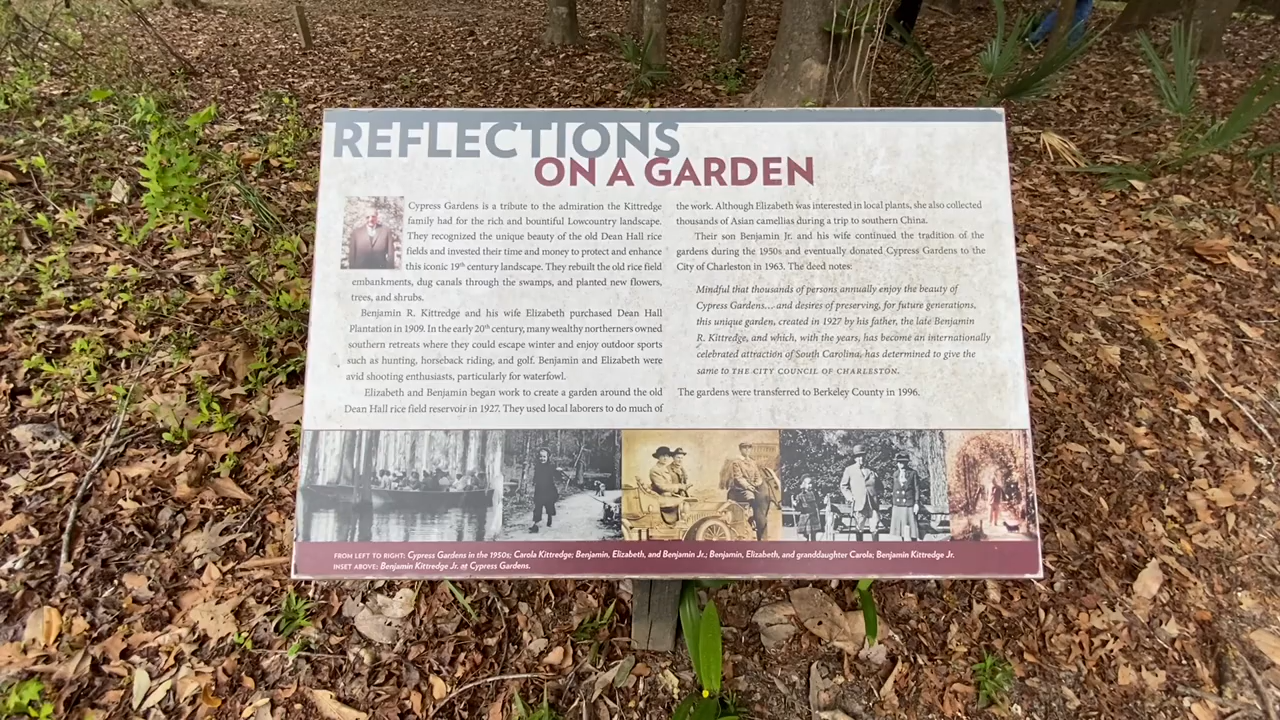 REFLECTIONS
ON A GARDEN
Cypress Gardens is a tribute to the admiration the Kittredge
family had for the rich and bountiful Lowcountry landscape.
They recognized the unique beauty of the old Dean Hall rice
fields and invested their time and money to protect and enhance
this iconic 19th century landscape. They rebuilt the old rice field
embankments, dug canals through the swamps, and planted new flowers,
trees, and shrubs.
Benjamin R. Kittredge and his wife Elizabeth purchased Dean Hall
Plantation in 1909. In the early 20th century, many wealthy northerners owned
southern retreats where they could escape winter and enjoy outdoor sports
such as hunting, horseback riding, and golf. Benjamin and Elizabeth were
avid shooting enthusiasts, particularly for waterfowl.
Elizabeth and Benjamin began work to create a garden around the old
Dean Hall rice field reservoir in 1927. They used local laborers to do much of
the work. Although Elizabeth was interested in local plants, she also collected
thousands of Asian camellias during a trip to southern China.
Their son Benjamin Jr. and his wife continued the tradition of the
gardens during the 1950s and eventually donated Cypress Gardens to the
City of Charleston in 1963. The deed notes:
Mindful that thousands of persons annually enjoy the beauty of
Cypress Gardens... and desires of preserving, for future generations,
this unique garden, created in 1927 by his father, the late Benjamin
R. Kittredge, and which, with the years, has become an internationally
celebrated attraction of South Carolina, has determined to give the
same to THE CITY COUNCIL OF CHARLESTON.
The gardens were transferred to Berkeley County in 1996.
FROM LEFT TO RIGHT: Cypress Gardens in the 1950s; Carola Kittredge; Benjamin, Elizabeth, and Benjamin Jr.; Benjamin, Elizabeth, and granddaughter Carola; Benjamin Kittredge Jr.
INSET ABOVE: Benjamin Kittredge Jr. at Cypress Gardens.